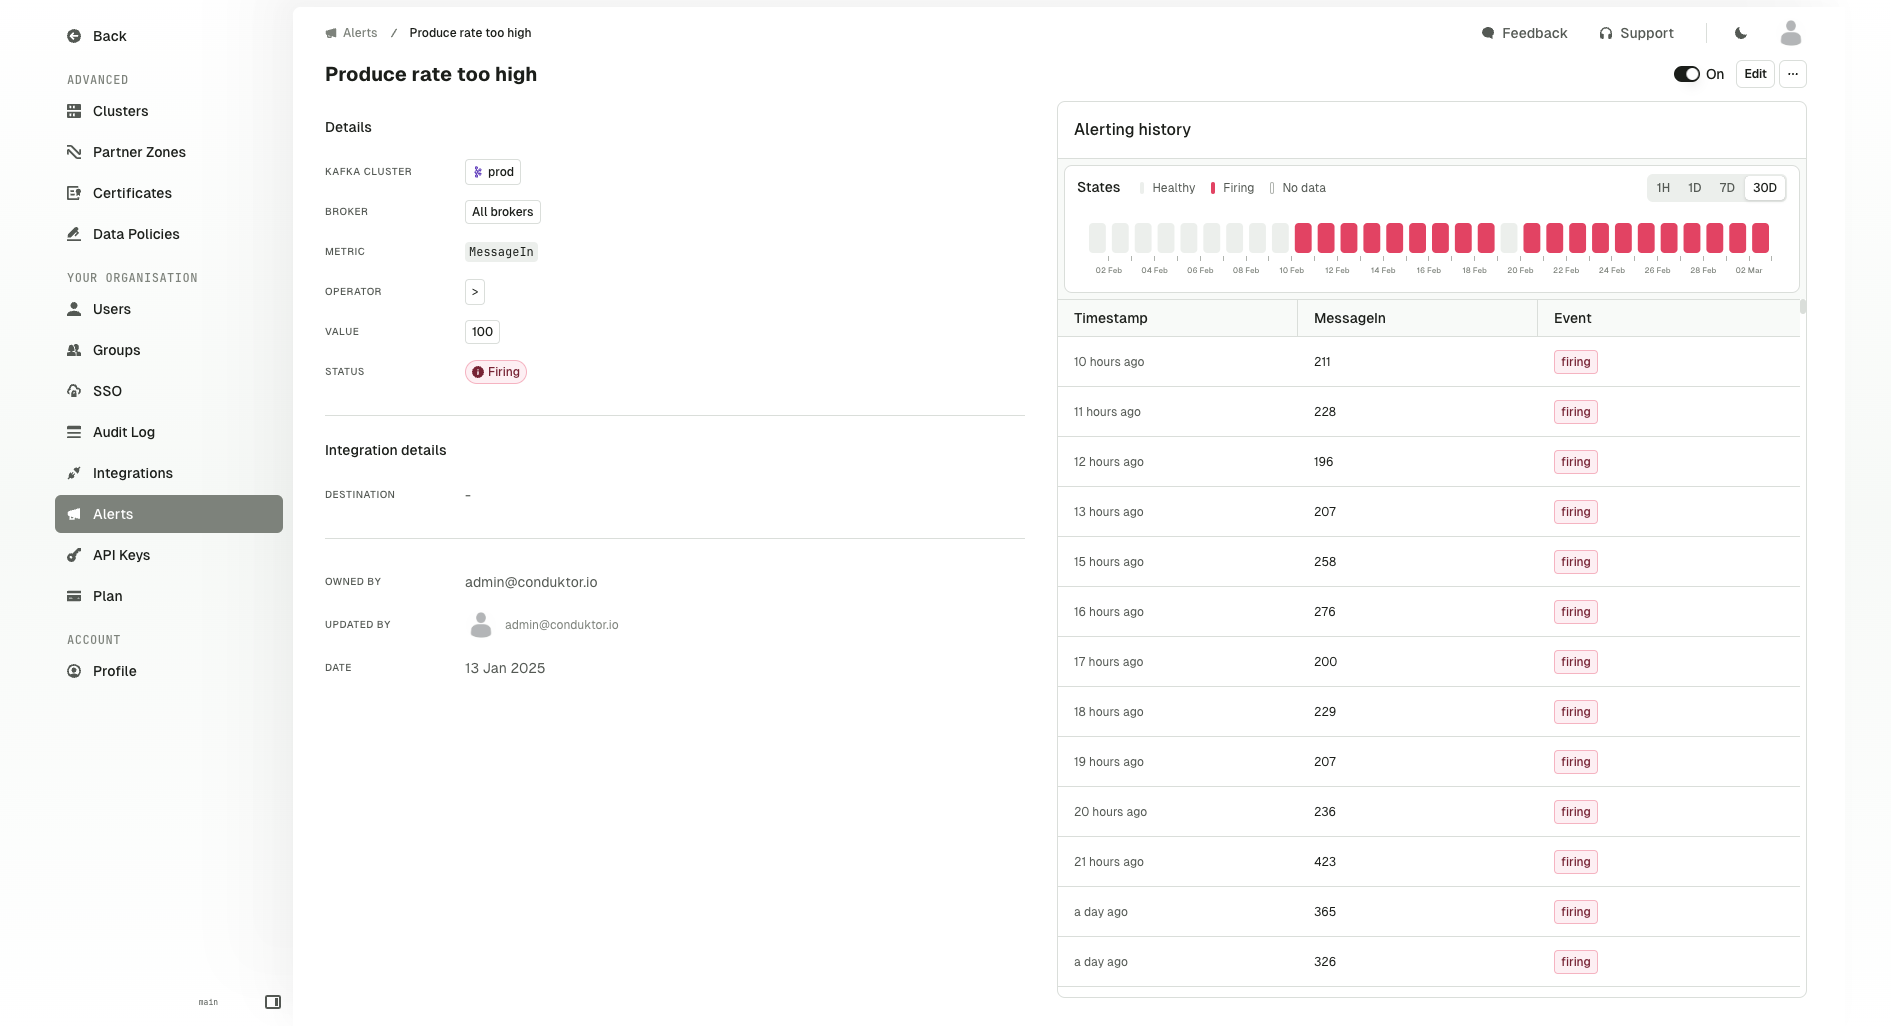 Back
ADVANCED
Clusters
Partner Zones
Certificates
Data Policies
YOUR ORGANISATION
Users
Groups
SSO
Audit Log
Integrations
Alerts
API Keys
Plan
ACCOUNT
Profile
main
Alerts / Produce rate too high
Feedback Support
Produce rate too high
On Edit ...
Details
KAFKA CLUSTER prod
BROKER All brokers
METRIC MessageIn
OPERATOR >
VALUE 100
STATUS Firing
Integration details
DESTINATION -
OWNED BY admin@conduktor.io
UPDATED BY admin@conduktor.io
DATE 13 Jan 2025
Alerting history
States Healthy Firing No data 1H 1D 7D 30D
02 Feb 04 Feb 06 Feb 08 Feb 10 Feb 12 Feb 14 Feb 16 Feb 18 Feb 20 Feb 22 Feb 24 Feb 26 Feb 28 Feb 02 Mar
Timestamp MessageIn Event
10 hours ago 211 firing
11 hours ago 228 firing
12 hours ago 196 firing
13 hours ago 207 firing
15 hours ago 258 firing
16 hours ago 276 firing
17 hours ago 200 firing
18 hours ago 229 firing
19 hours ago 207 firing
20 hours ago 236 firing
21 hours ago 423 firing
a day ago 365 firing
a day ago 326 firing